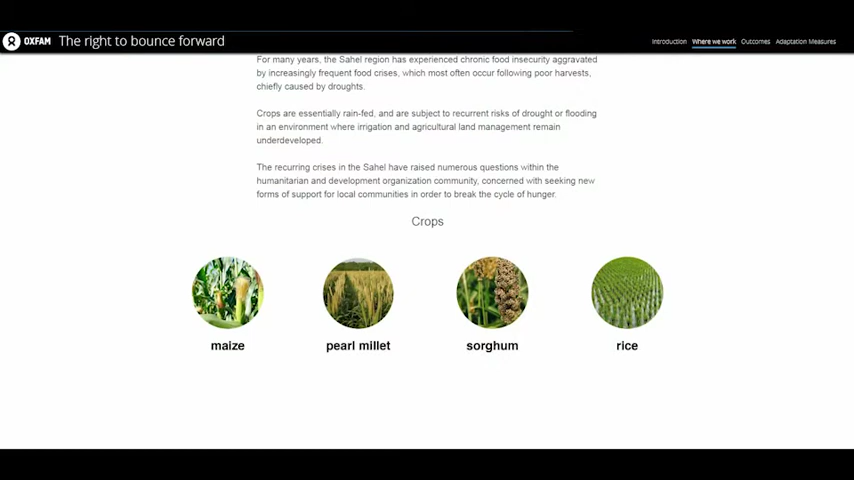 OXFAM The right to bounce forward
Introduction Where we work Outcomes Adaptation Measures
For many years, the Sahel region has experienced chronic food insecurity aggravated
by increasingly frequent food crises, which most often occur following poor harvests,
chiefly caused by droughts.
Crops are essentially rain-fed, and are subject to recurrent risks of drought or flooding
in an environment where irrigation and agricultural land management remain
underdeveloped.
The recurring crises in the Sahel have raised numerous questions within the
humanitarian and development organization community, concerned with seeking new
forms of support for local communities in order to break the cycle of hunger.
Crops
maize pearl millet sorghum rice